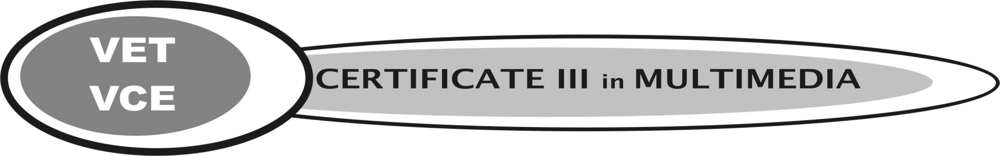 VET
VCE
CERTIFICATE III in MULTIMEDIA